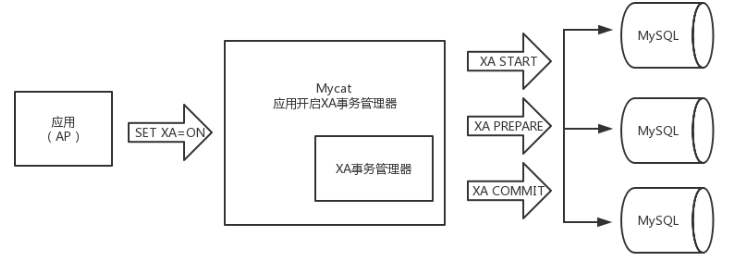 应用
（AP）
SET XA=ON
Mycat
应用开启XA事务管理器
XA事务管理器
XA START
XA PREPARE
XA COMMIT
MySQL
MySQL
MySQL